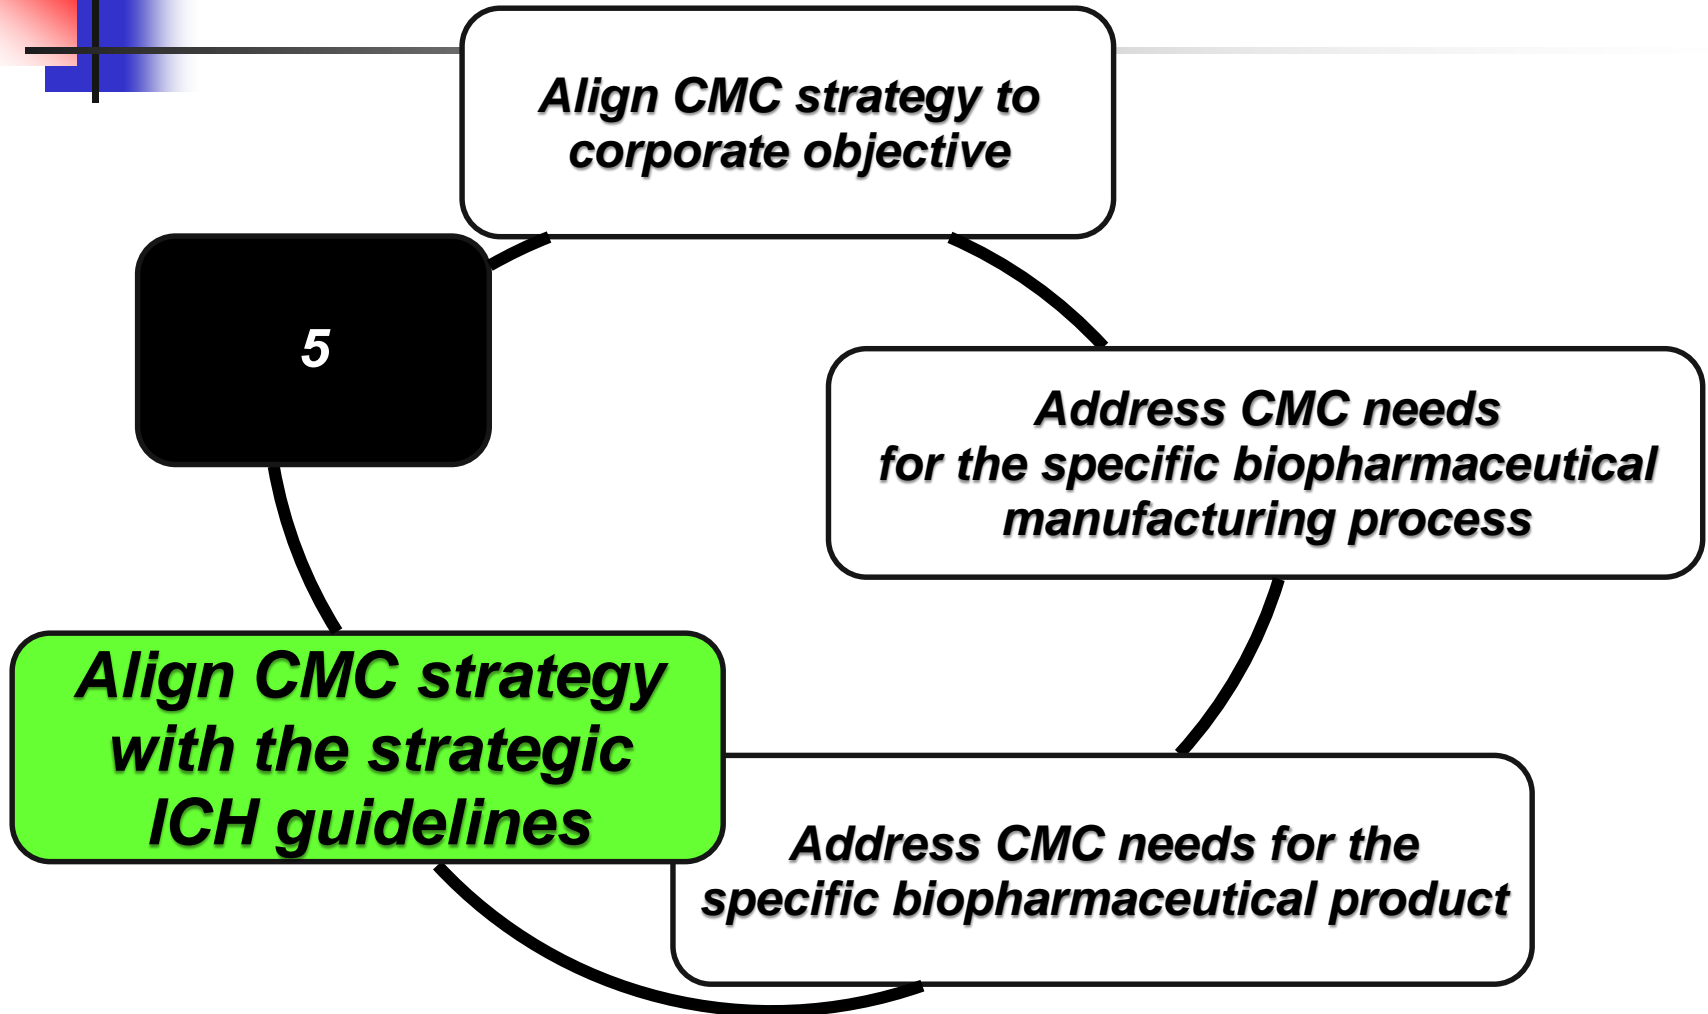 Align CMC strategy to
corporate objective
5
Address CMC needs
for the specific biopharmaceutical
manufacturing process
Align CMC strategy
with the strategic
ICH guidelines
Address CMC needs for the
specific biopharmaceutical product